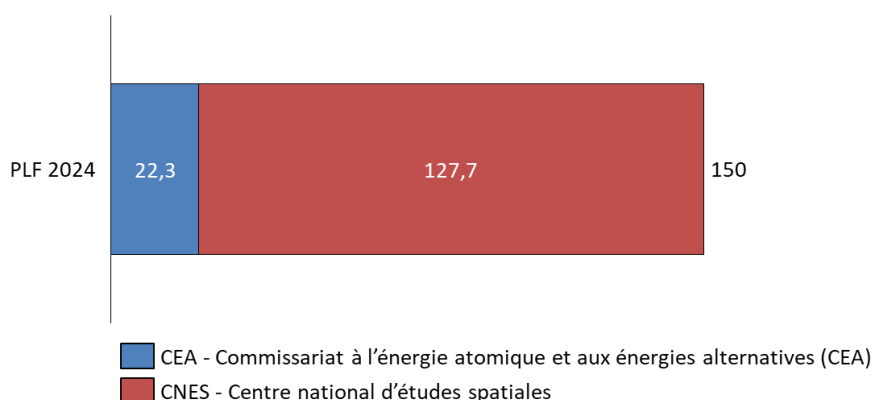 PLF 2024
22,3
127,7
150
CEA - Commissariat à l’énergie atomique et aux énergies alternatives (CEA)
CNES - Centre national d’études spatiales